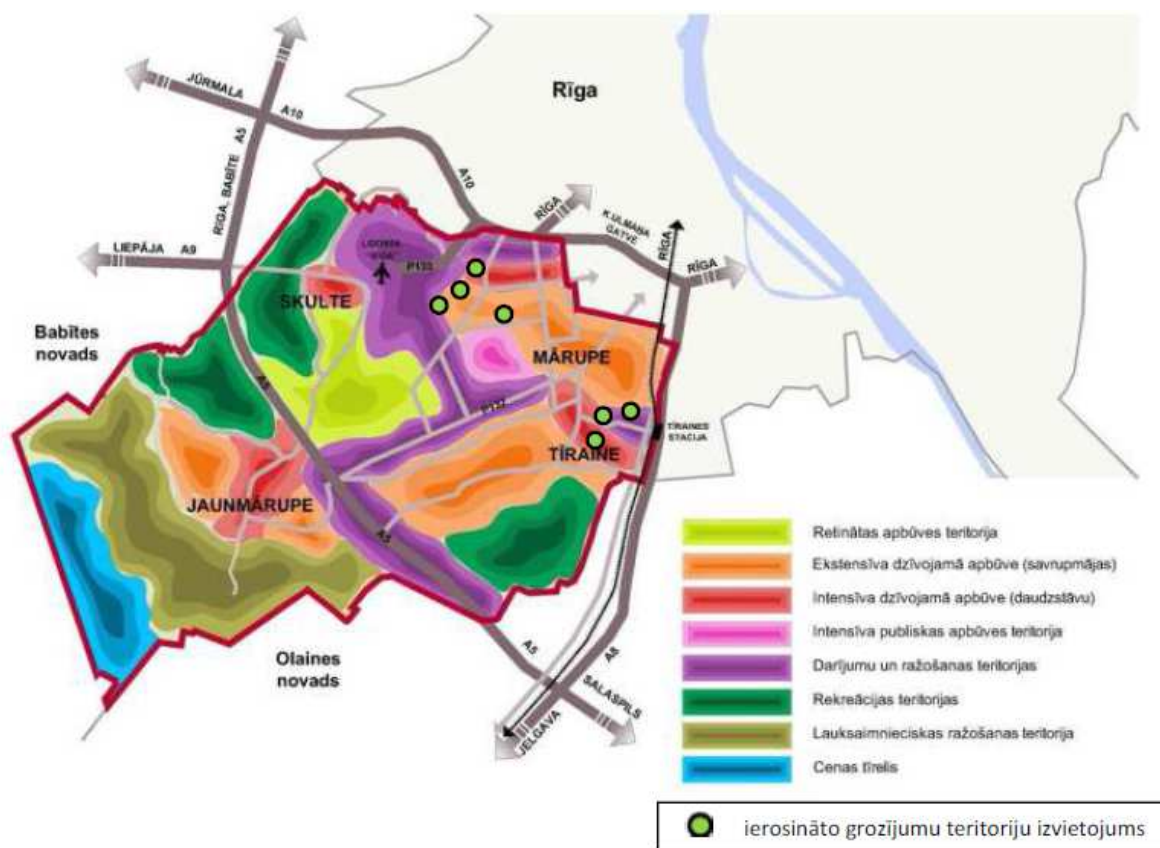 Rīga
JŪRMALA
A10
RĪGA, BABĪTE A5
A10
RĪGA
K.ULMAŅA
GATVE
RĪGA
RĪGA
LIEPĀJA A9
LIDOSTA
P133
SKULTE
Babītes
novads
MĀRUPE
A5
P132
TĪRAINES
STACIJA
TĪRAINE
JAUNMĀRUPE
A5
Olaines
novads
A5
A8
SALASPILS
JELGAVA
Retinātas apbūves teritorija
Ekstensīva dzīvojamā apbūve (savrupmājas)
Intensīva dzīvojamā apbūve (daudzstāvu)
Intensīva publiskas apbūves teritorija
Darījumu un ražošanas teritorijas
Rekreācijas teritorijas
Lauksaimnieciskas ražošanas teritorija
Cenas tīrelis
ierosināto grozījumu teritoriju izvietojums